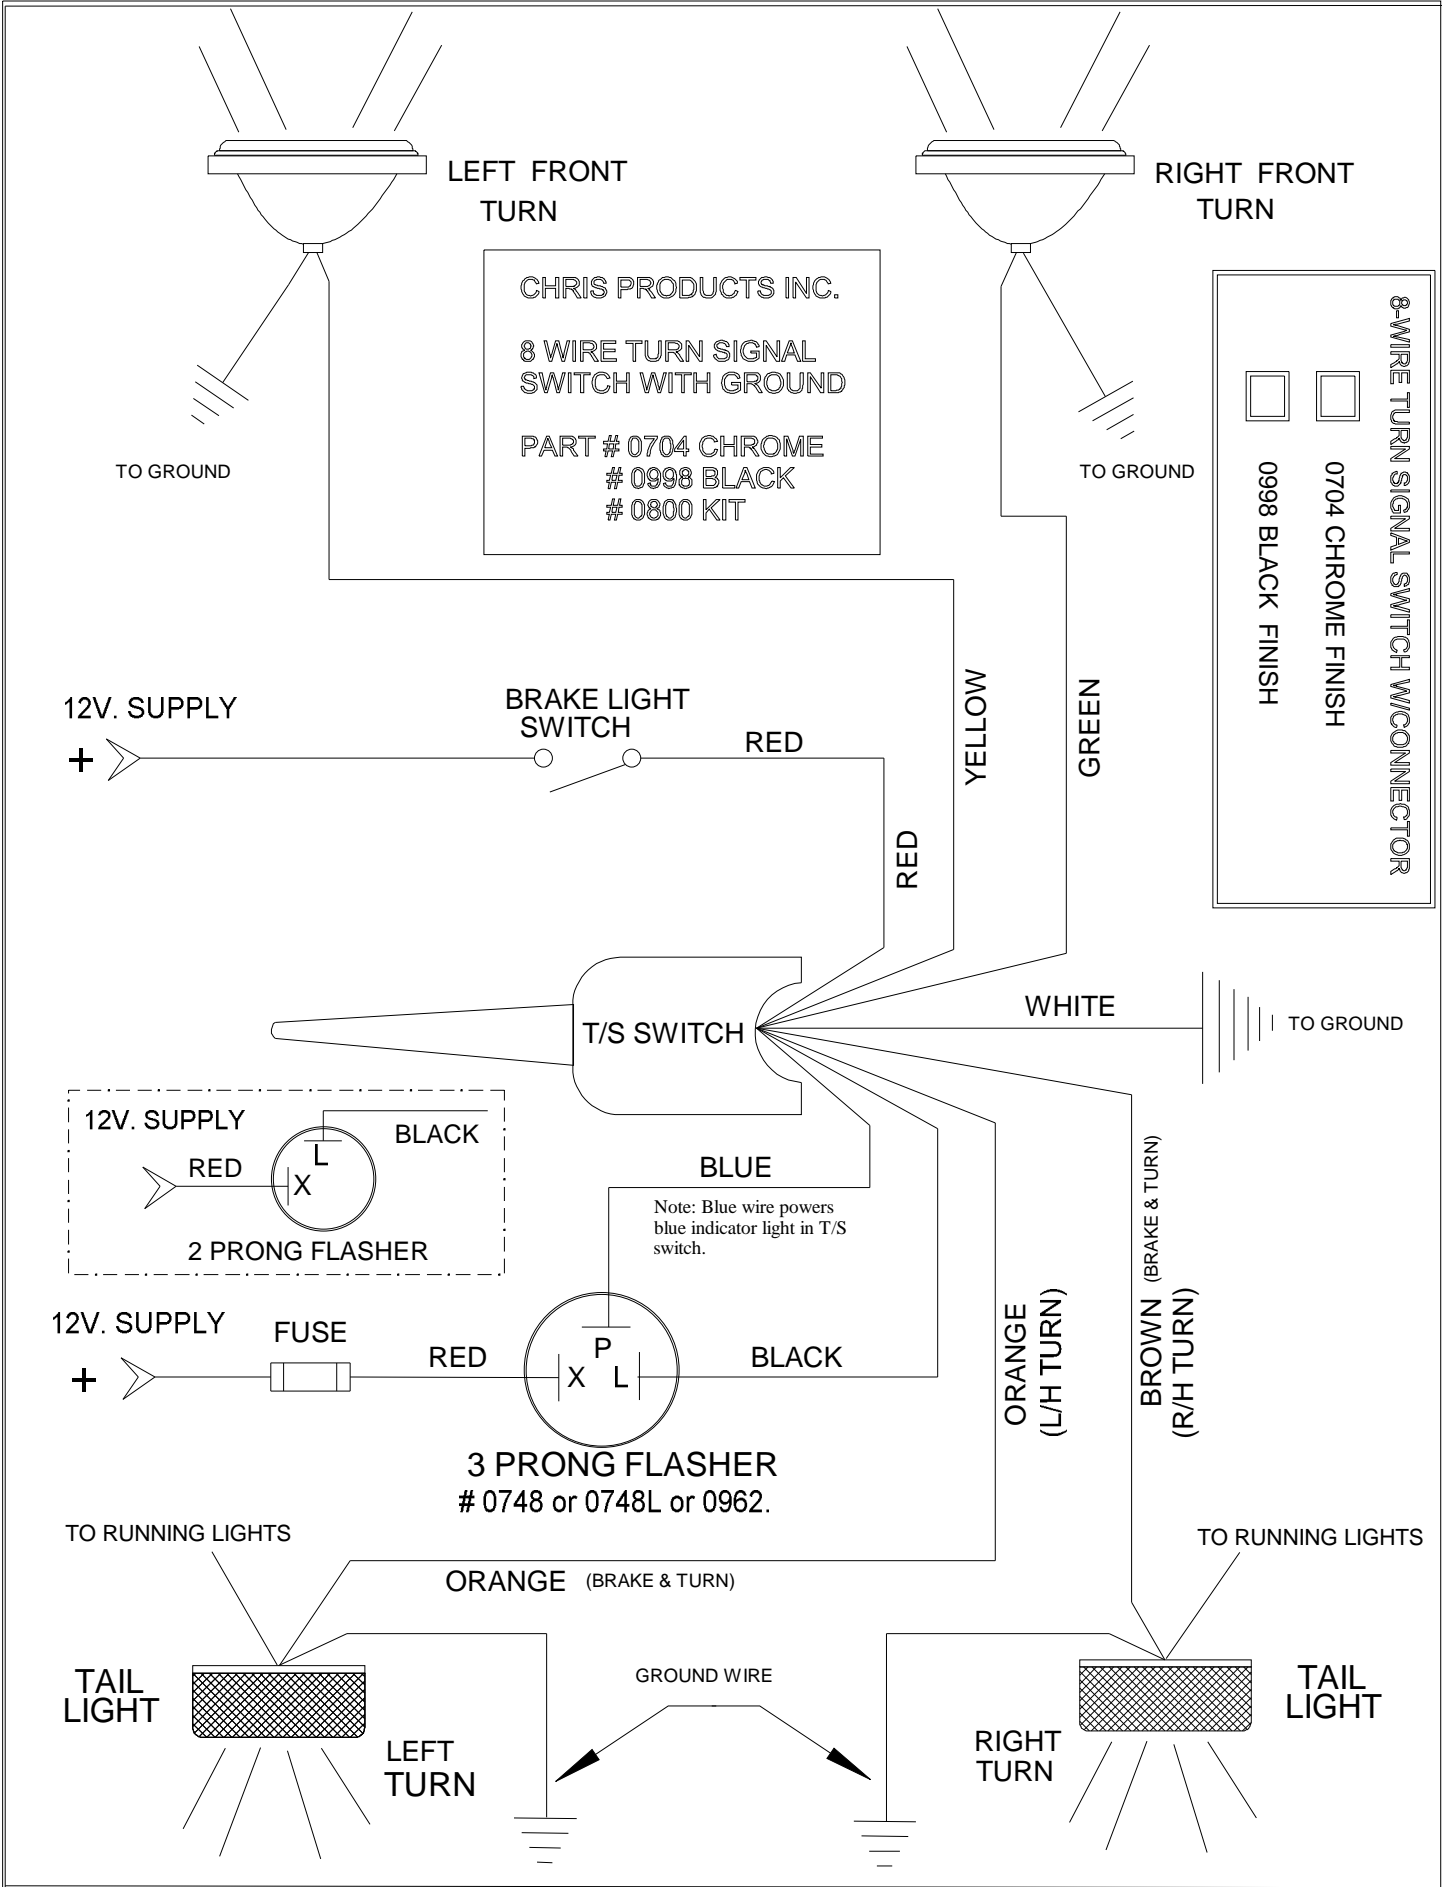 LEFT FRONT
TURN
RIGHT FRONT
TURN
CHRIS PRODUCTS INC.
8 WIRE TURN SIGNAL
SWITCH WITH GROUND
PART # 0704 CHROME
# 0998 BLACK
# 0800 KIT
8-WIRE TURN SIGNAL SWITCH W/CONNECTOR
0704 CHROME FINISH
0998 BLACK FINISH
TO GROUND
TO GROUND
12V. SUPPLY
+
BRAKE LIGHT
SWITCH
RED
RED
YELLOW
GREEN
T/S SWITCH
WHITE
TO GROUND
12V. SUPPLY
RED
L
X
BLACK
2 PRONG FLASHER
BLUE
Note: Blue wire powers
blue indicator light in T/S
switch.
12V. SUPPLY
+
FUSE
RED
P
X L
BLACK
3 PRONG FLASHER
# 0748 or 0748L or 0962.
ORANGE
(L/H TURN)
BROWN (BRAKE & TURN)
(R/H TURN)
TO RUNNING LIGHTS
ORANGE (BRAKE & TURN)
TO RUNNING LIGHTS
TAIL
LIGHT
LEFT
TURN
GROUND WIRE
RIGHT
TURN
TAIL
LIGHT